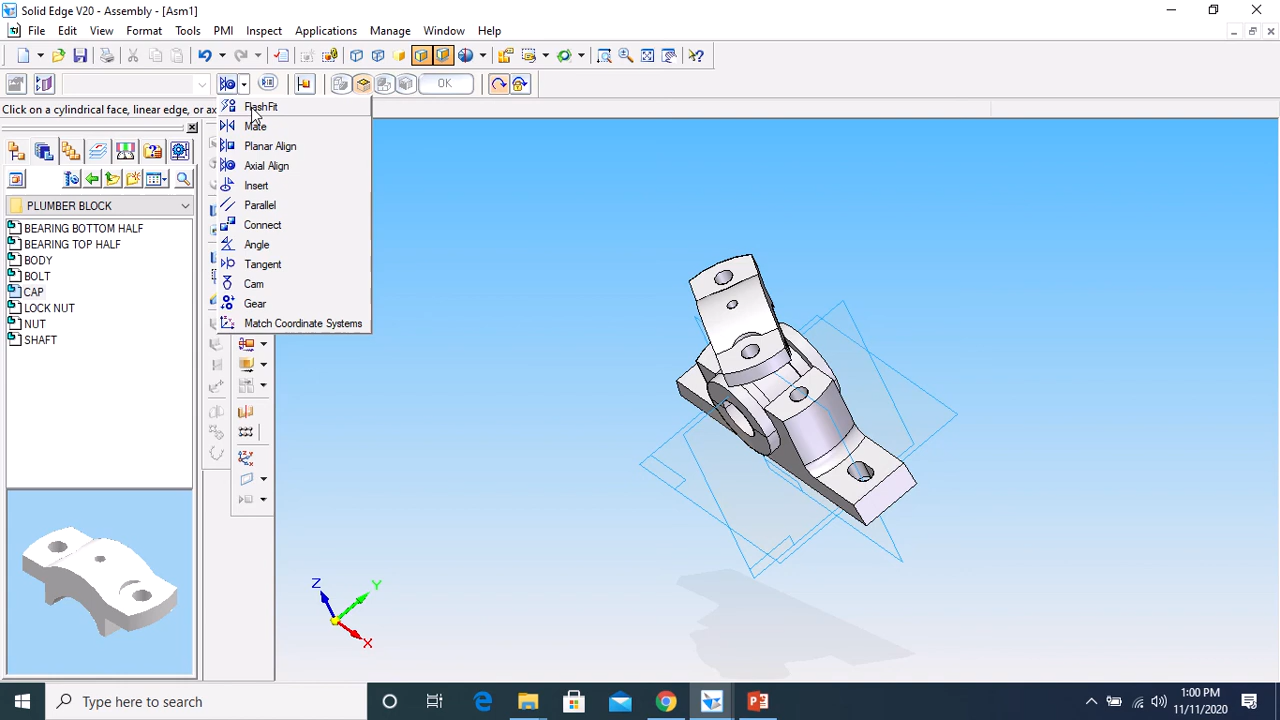 Solid Edge V20 - Assembly - [Asm1]
File Edit View Format Tools PMI Inspect Applications Manage Window Help
OK
Click on a cylindrical face, linear edge, or ax
FlashFit
Mate
Planar Align
Axial Align
Insert
Parallel
Connect
Angle
Tangent
Cam
Gear
Match Coordinate Systems
PLUMBER BLOCK
BEARING BOTTOM HALF
BEARING TOP HALF
BODY
BOLT
CAP
LOCK NUT
NUT
SHAFT
Z
Y
X
Type here to search
1:00 PM
11/11/2020